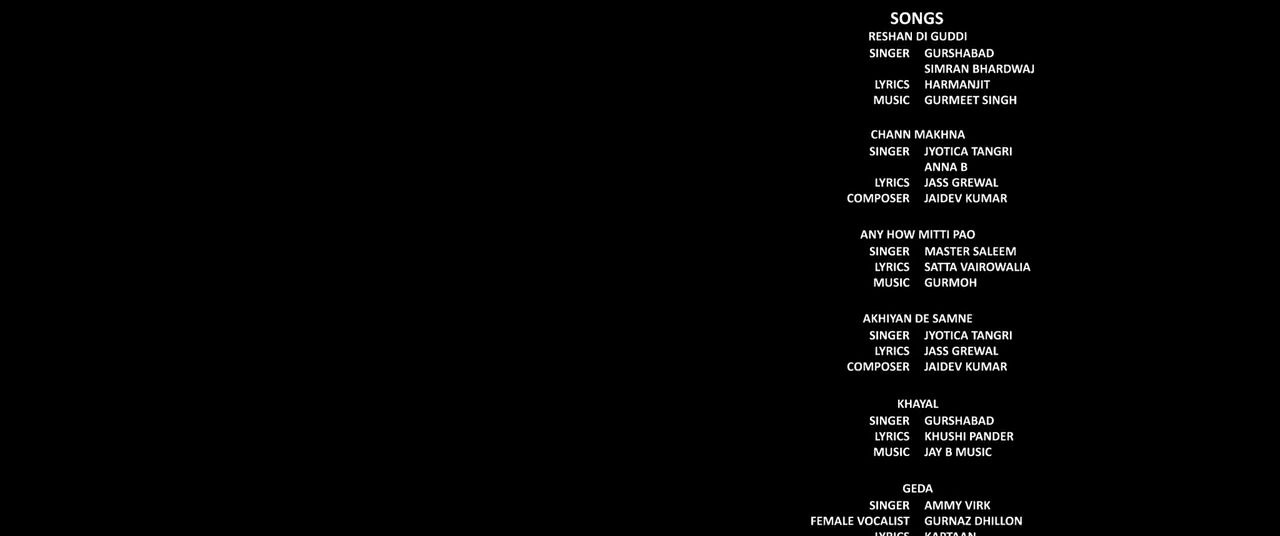 SONGS
RESHAN DI GUDDI
SINGER GURSHABAD
SIMRAN BHARDWAJ
LYRICS HARMANJIT
MUSIC GURMEET SINGH
CHANN MAKHNA
SINGER JYOTICA TANGRI
ANNA B
LYRICS JASS GREWAL
COMPOSER JAIDEV KUMAR
ANY HOW MITTI PAO
SINGER MASTER SALEEM
LYRICS SATTA VAIROWALIA
MUSIC GURMOH
AKHIYAN DE SAMNE
SINGER JYOTICA TANGRI
LYRICS JASS GREWAL
COMPOSER JAIDEV KUMAR
KHAYAL
SINGER GURSHABAD
LYRICS KHUSHI PANDER
MUSIC JAY B MUSIC
GEDA
SINGER AMMY VIRK
FEMALE VOCALIST GURNAZ DHILLON
LYRICS KAPTAAN